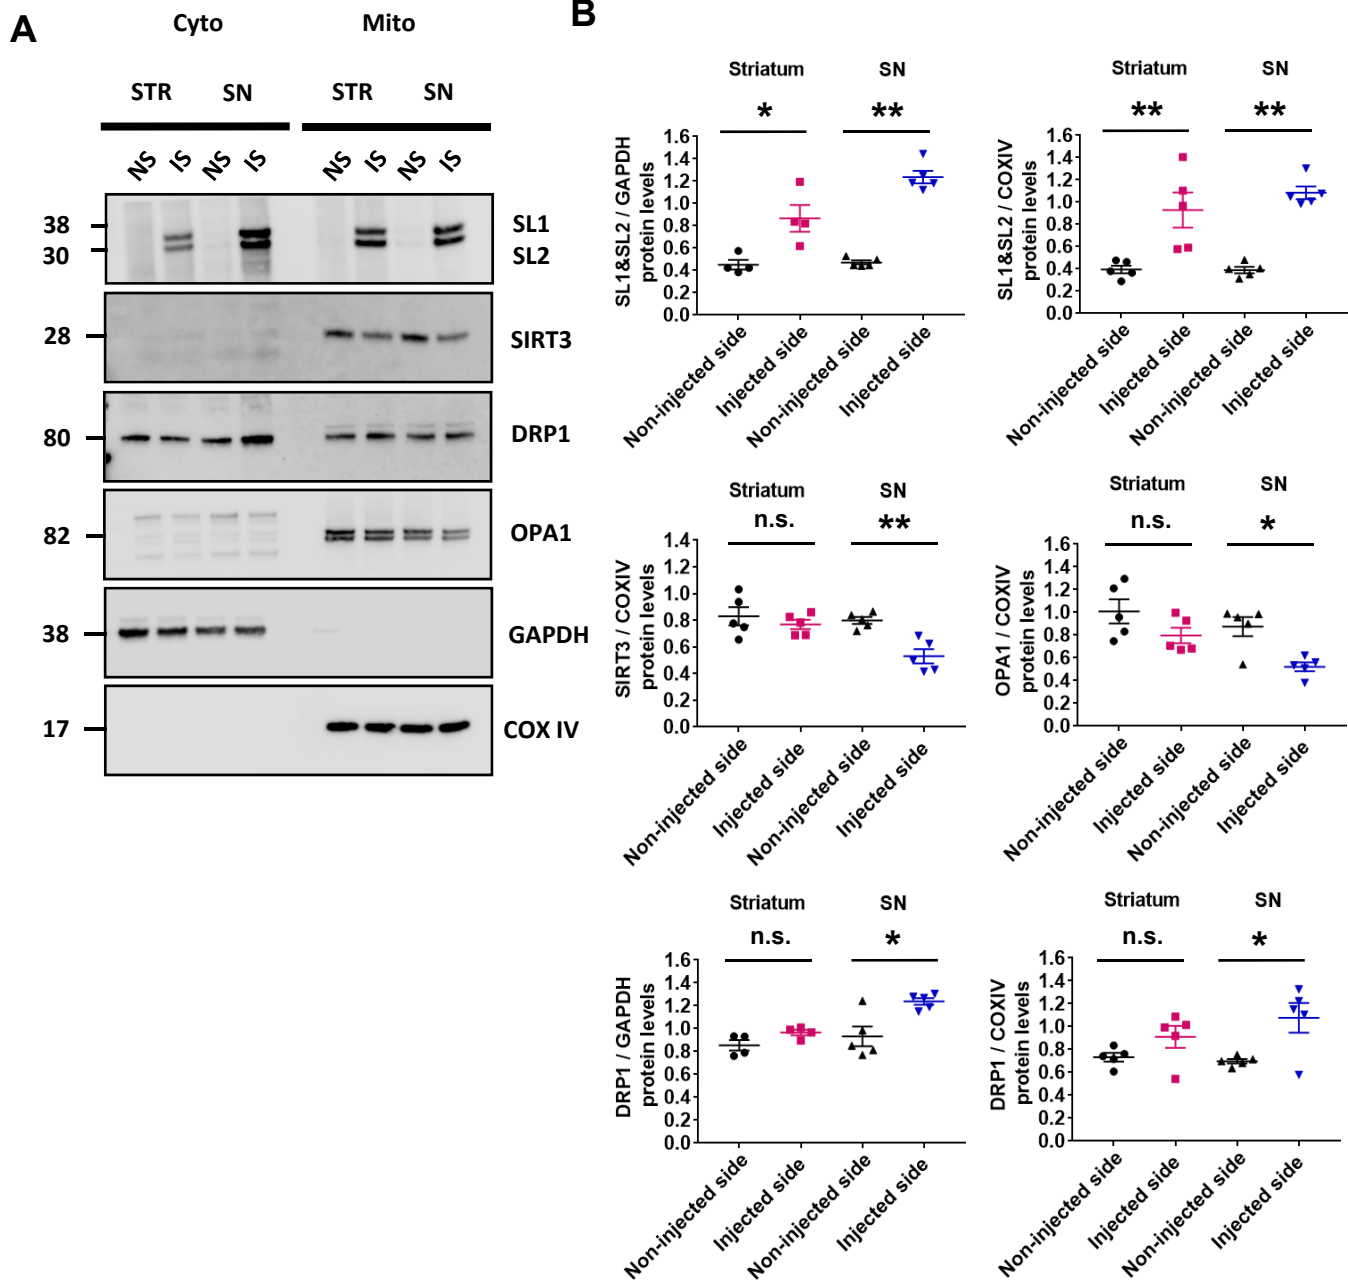 A
Cyto
Mito
STR
SN
STR
SN
NS
IS
NS
IS
NS
IS
NS
IS
38
30
SL1
SL2
28
SIRT3
80
DRP1
82
OPA1
38
GAPDH
17
COX IV
B
Striatum
SN
*
**
SL1&SL2 / GAPDH
protein levels
1.6
1.4
1.2
1.0
0.8
0.6
0.4
0.2
0.0
Non-injected side
Injected side
Non-injected side
Injected side
Striatum
SN
**
**
SL1&SL2 / COXIV
protein levels
1.6
1.4
1.2
1.0
0.8
0.6
0.4
0.2
0.0
Non-injected side
Injected side
Non-injected side
Injected side
Striatum
SN
n.s.
**
SIRT3 / COXIV
protein levels
1.4
1.2
1.0
0.8
0.6
0.4
0.2
0.0
Non-injected side
Injected side
Non-injected side
Injected side
Striatum
SN
n.s.
*
OPA1 / COXIV
protein levels
1.6
1.4
1.2
1.0
0.8
0.6
0.4
0.2
0.0
Non-injected side
Injected side
Non-injected side
Injected side
Striatum
SN
n.s.
*
DRP1 / GAPDH
protein levels
1.6
1.4
1.2
1.0
0.8
0.6
0.4
0.2
0.0
Non-injected side
Injected side
Non-injected side
Injected side
Striatum
SN
n.s.
*
DRP1 / COXIV
protein levels
1.6
1.4
1.2
1.0
0.8
0.6
0.4
0.2
0.0
Non-injected side
Injected side
Non-injected side
Injected side